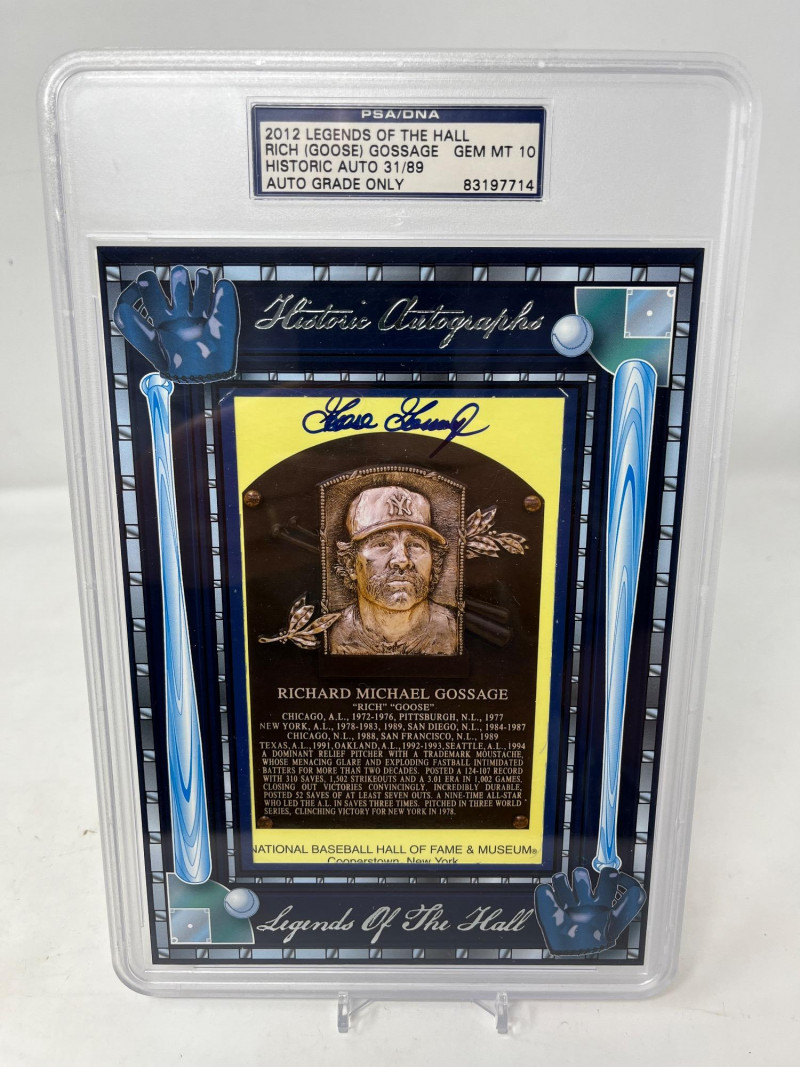 PSA/DNA
2012 LEGENDS OF THE HALL
RICH (GOOSE) GOSSAGE GEM MT 10
HISTORIC AUTO 31/89
AUTO GRADE ONLY 83197714
Historic Autographs
Goose Gossage
NY
RICHARD MICHAEL GOSSAGE
"RICH" "GOOSE"
CHICAGO, A.L., 1972-1976, PITTSBURGH, N.L., 1977
NEW YORK, A.L., 1978-1983, 1989, SAN DIEGO, N.L., 1984-1987
CHICAGO, N.L., 1988, SAN FRANCISCO, N.L., 1989
TEXAS, A.L., 1991, OAKLAND, A.L., 1992-1993, SEATTLE, A.L., 1994
A DOMINANT RELIEF PITCHER WITH A TRADEMARK MOUSTACHE,
WHOSE MENACING GLARE AND EXPLODING FASTBALL INTIMIDATED
BATTERS FOR MORE THAN TWO DECADES. POSTED A 124-107 RECORD
WITH 310 SAVES, 1,502 STRIKEOUTS AND A 3.01 ERA IN 1,002 GAMES,
CLOSING OUT VICTORIES CONVINCINGLY. INCREDIBLY DURABLE,
POSTED 52 SAVES OF AT LEAST SEVEN OUTS. A NINE-TIME ALL-STAR
WHO LED THE A.L. IN SAVES THREE TIMES. PITCHED IN THREE WORLD
SERIES, CLINCHING VICTORY FOR NEW YORK IN 1978.
NATIONAL BASEBALL HALL OF FAME & MUSEUM®
Cooperstown, New York
Legends Of The Hall